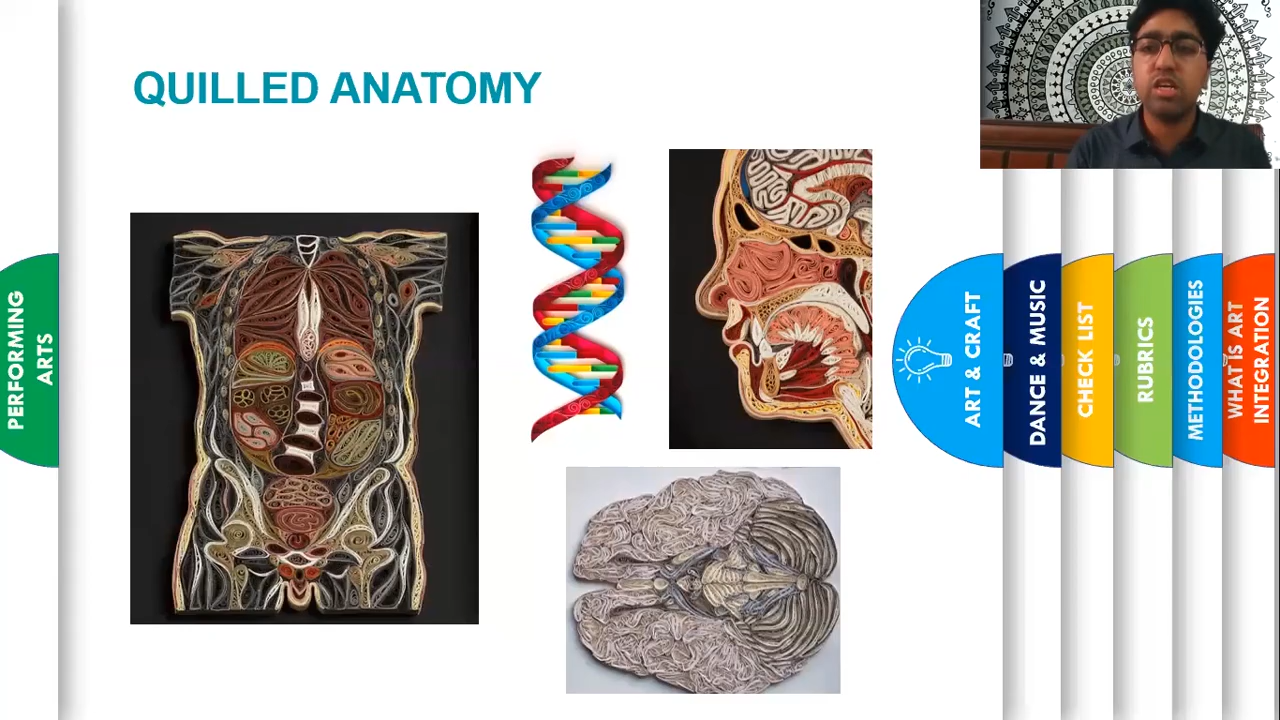 QUILLED ANATOMY
PERFORMING
ARTS
ART & CRAFT
DANCE & MUSIC
CHECK LIST
RUBRICS
METHODOLOGIES
WHAT IS ART
INTEGRATION